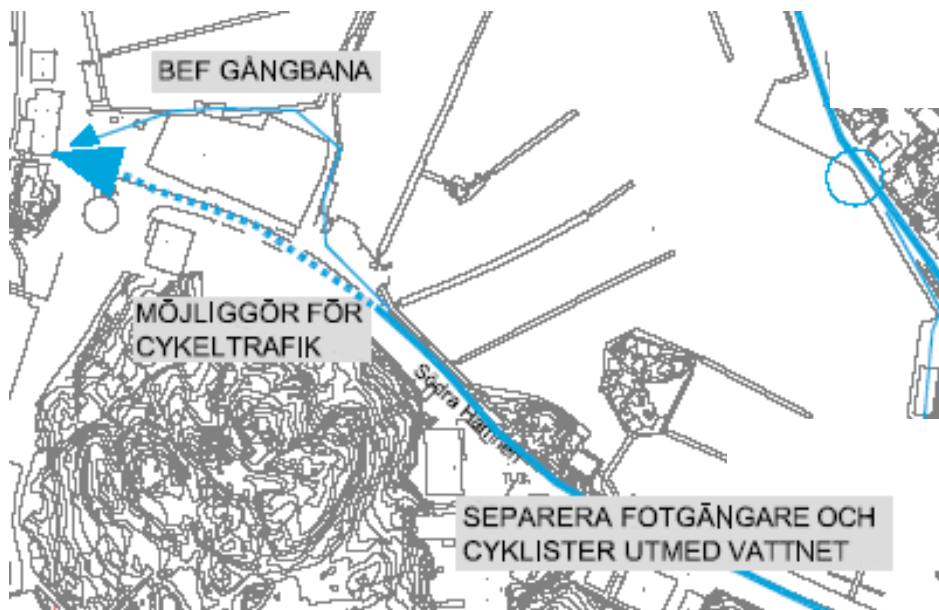 BEF GÅNGBANA
MÖJLIGGÖR FÖR
CYKELTRAFIK
Södra Hamnen
SEPARERA FOTGÄNGARE OCH
CYKLISTER UTMED VATTNET